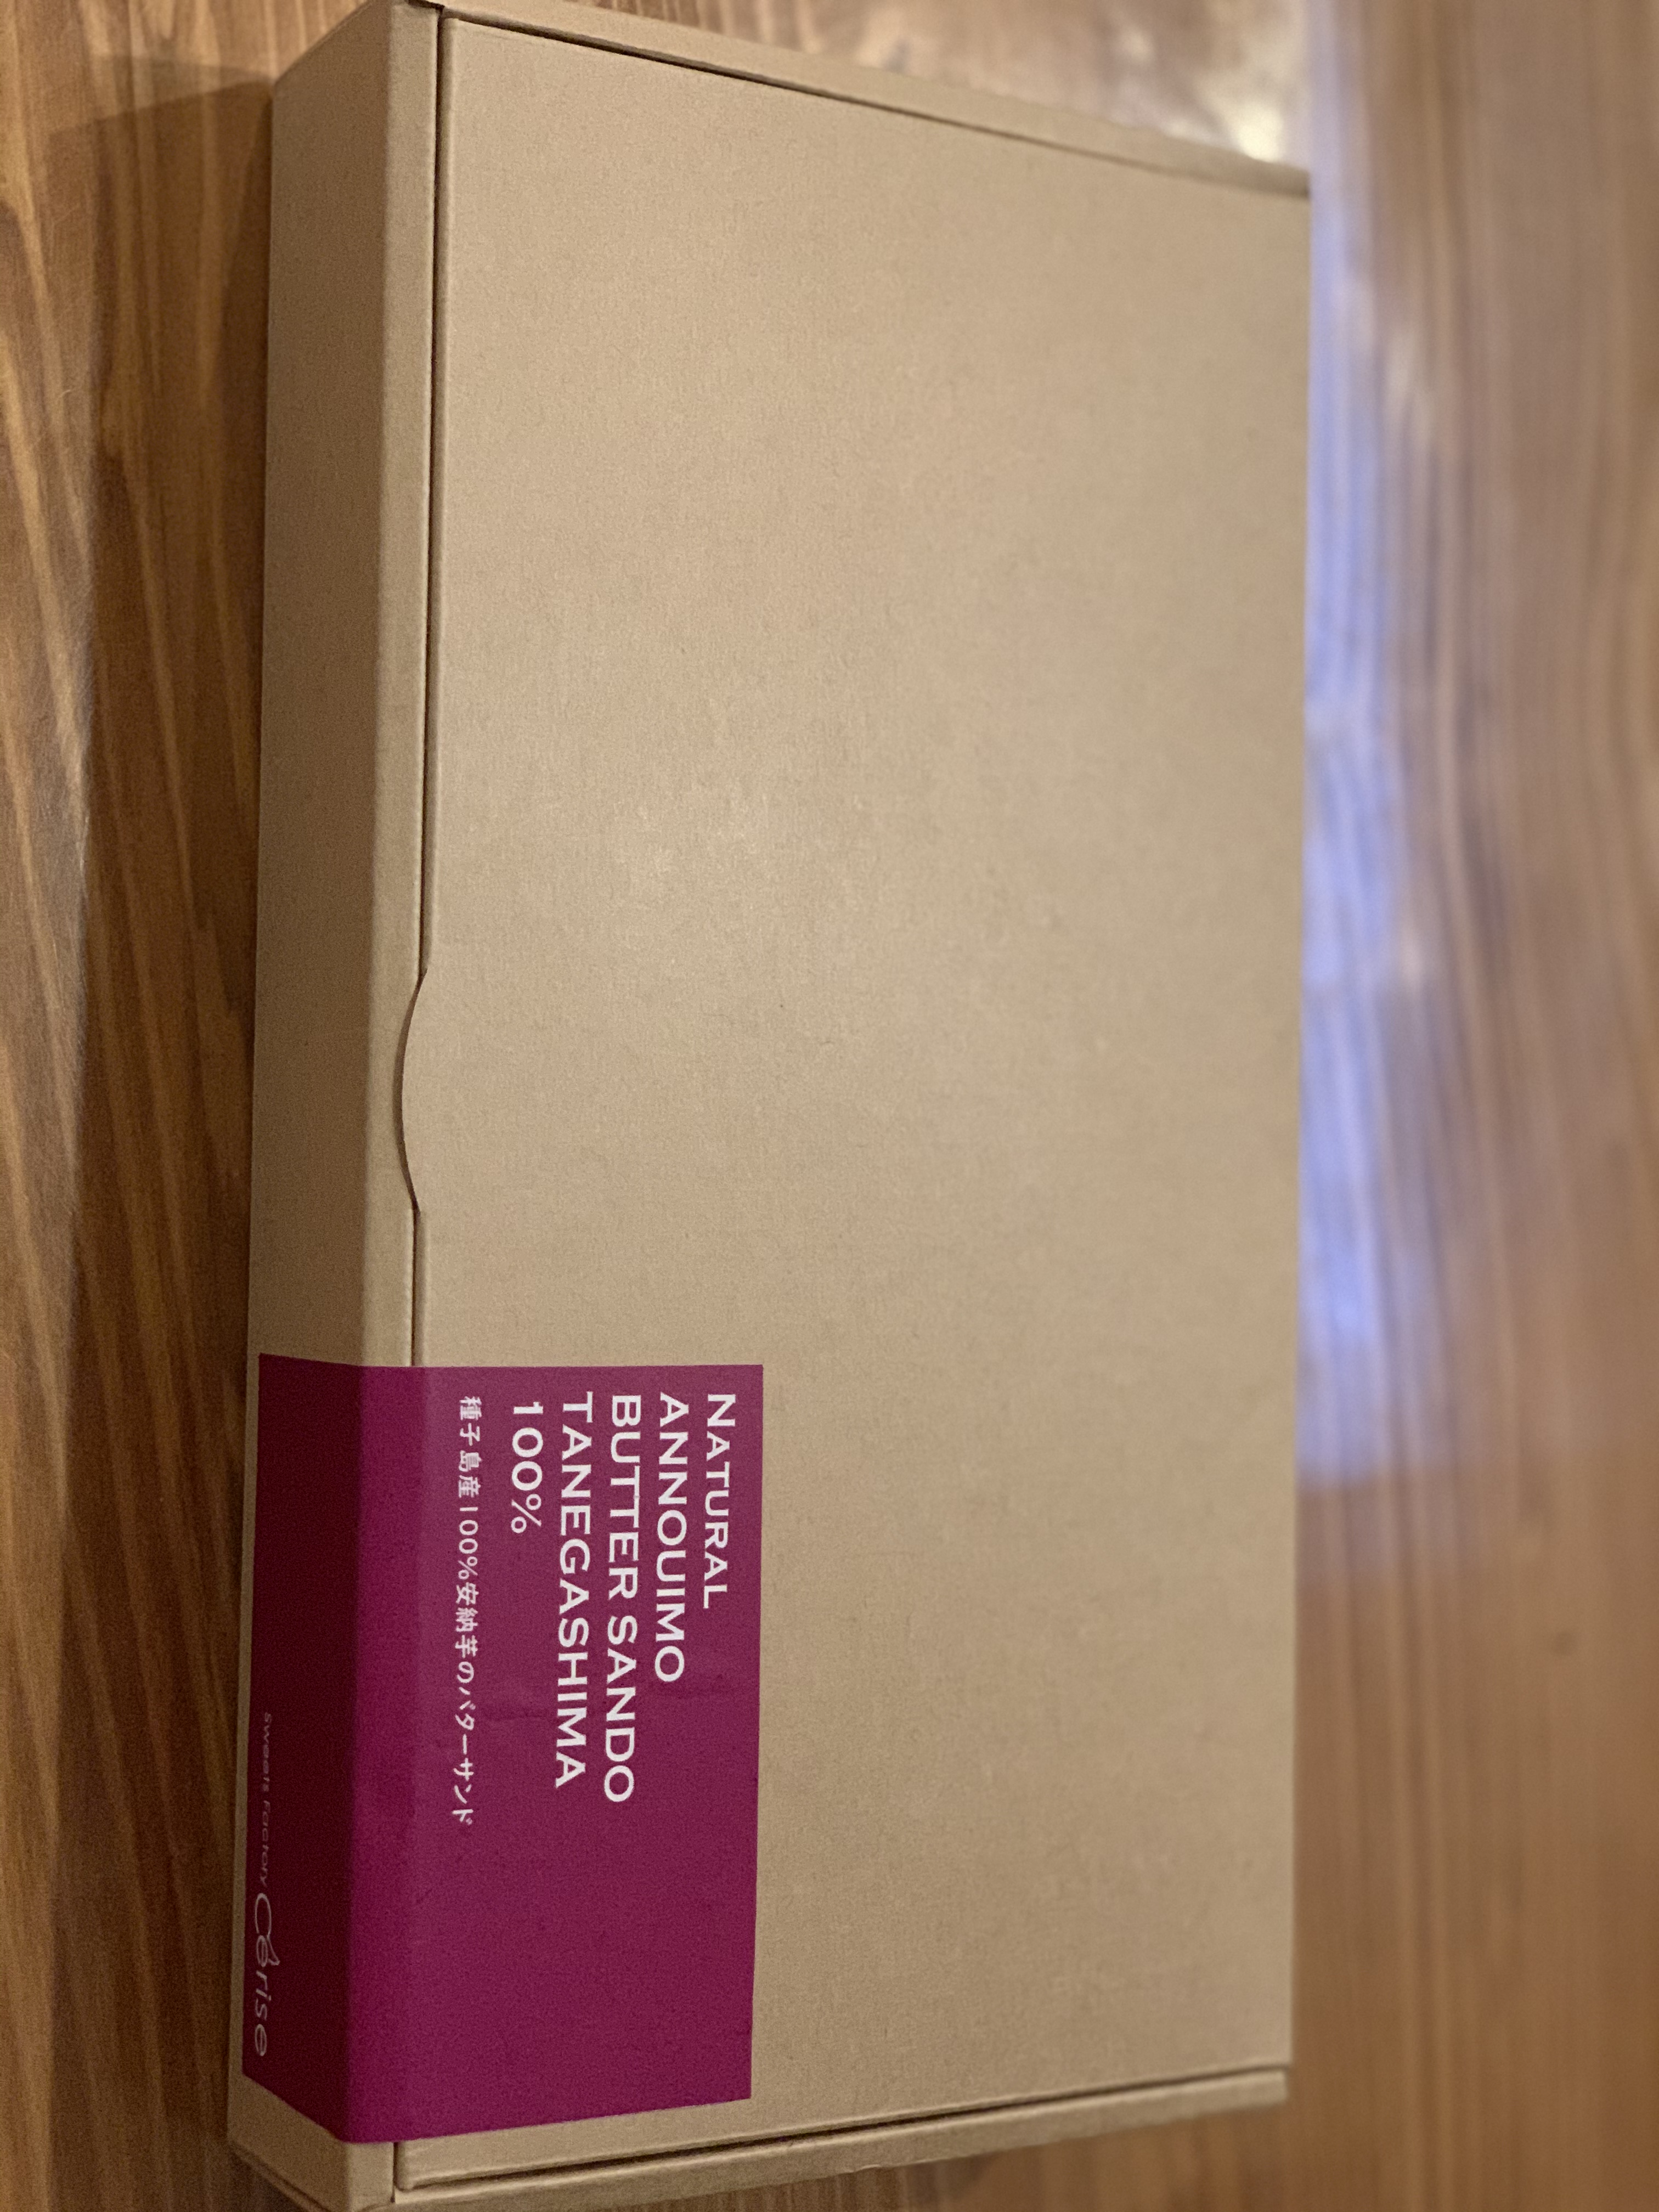 NATURAL
ANNOUIMO
BUTTER SANDO
TANEGASHIMA
100%
種子島産100%安納芋のバターサンド
sweets factory Cerise